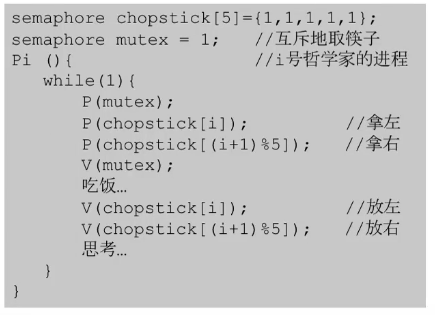 semaphore chopstick[5]={1,1,1,1,1};
semaphore mutex = 1;    //互斥地取筷子
Pi (){                  //i号哲学家的进程
   while(1){
      P(mutex);
      P(chopstick[i]);          //拿左
      P(chopstick[(i+1)%5]);    //拿右
      V(mutex);
      吃饭…
      V(chopstick[i]);          //放左
      V(chopstick[(i+1)%5]);    //放右
      思考…
   }
}